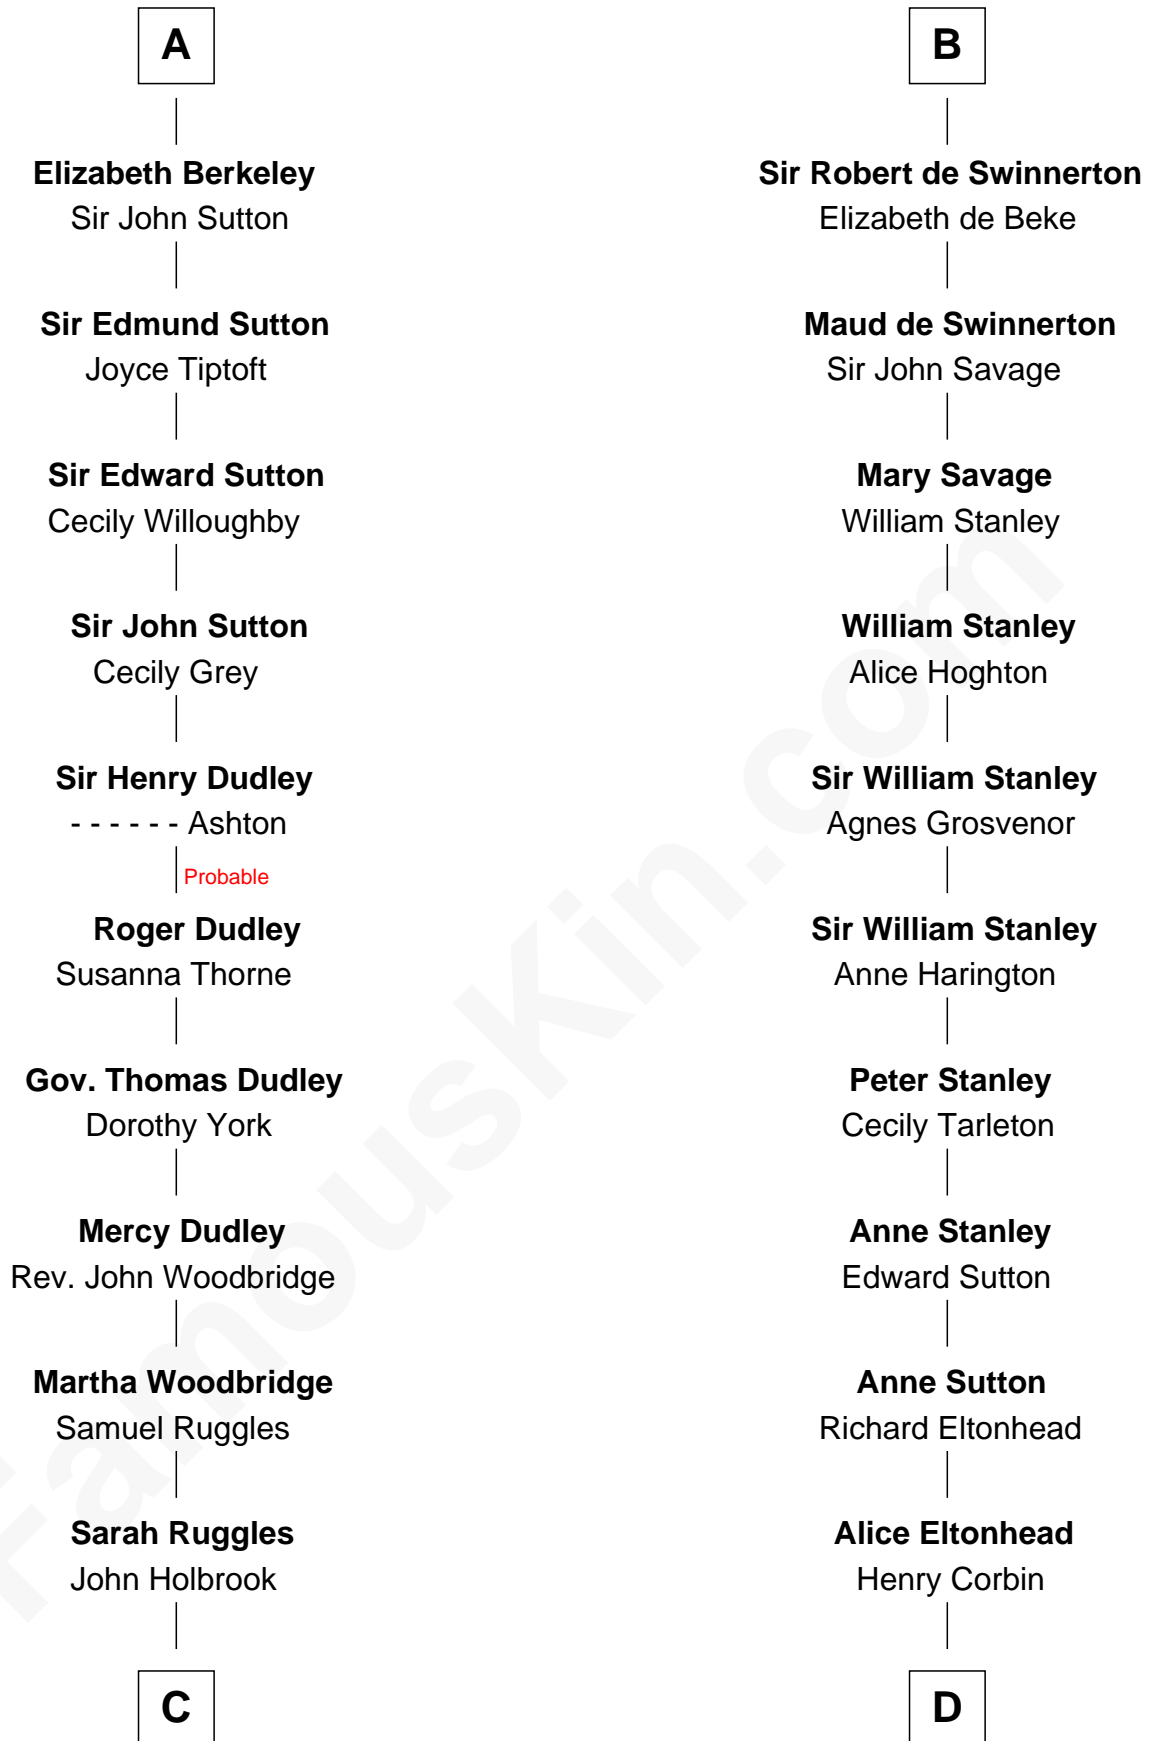 A
Elizabeth Berkeley
Sir John Sutton
Sir Edmund Sutton
Joyce Tiptoft
Sir Edward Sutton
Cecily Willoughby
Sir John Sutton
Cecily Grey
Sir Henry Dudley
- - - - - - Ashton
Probable
Roger Dudley
Susanna Thorne
Gov. Thomas Dudley
Dorothy York
Mercy Dudley
Rev. John Woodbridge
Martha Woodbridge
Samuel Ruggles
Sarah Ruggles
John Holbrook
C
B
Sir Robert de Swinnerton
Elizabeth de Beke
Maud de Swinnerton
Sir John Savage
Mary Savage
William Stanley
William Stanley
Alice Hoghton
Sir William Stanley
Agnes Grosvenor
Sir William Stanley
Anne Harington
Peter Stanley
Cecily Tarleton
Anne Stanley
Edward Sutton
Anne Sutton
Richard Eltonhead
Alice Eltonhead
Henry Corbin
D
FamousKin.com